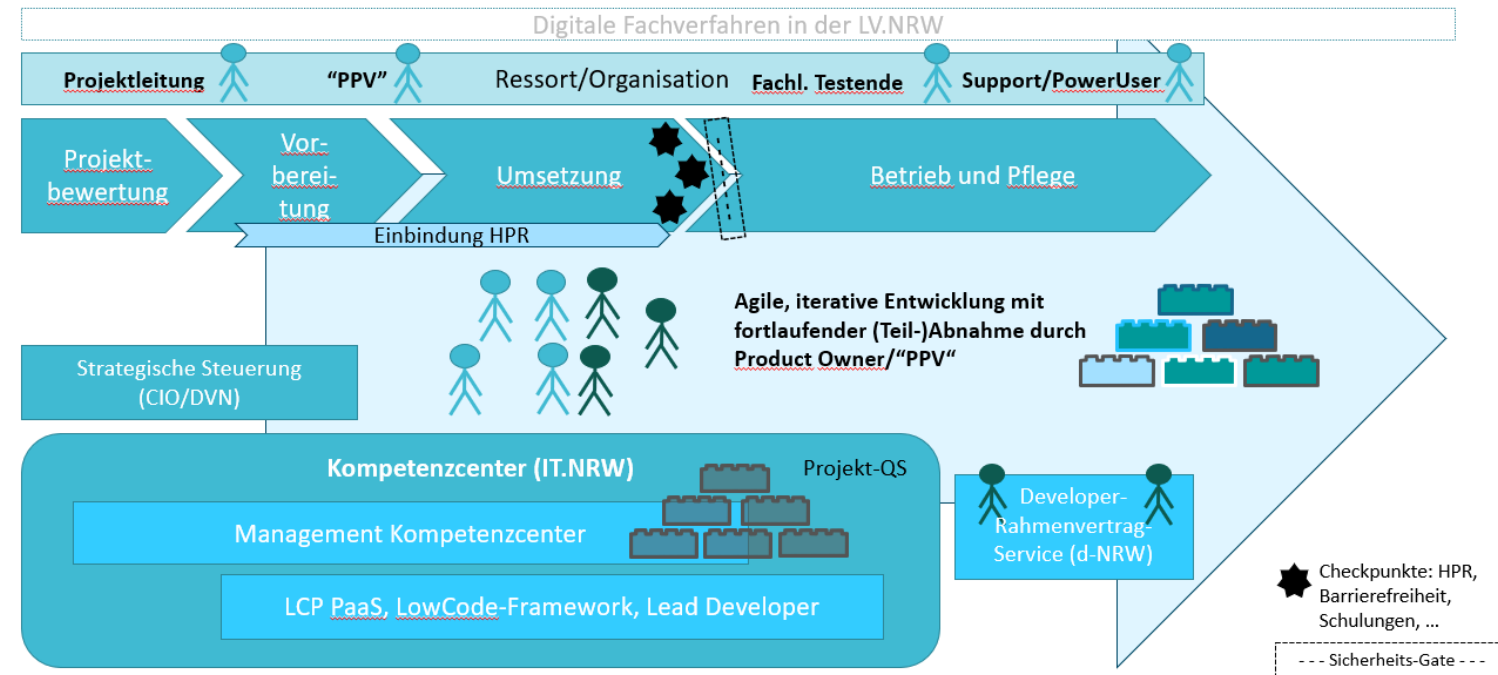 Digitale Fachverfahren in der LV.NRW
Projektleitung
“PPV”
Ressort/Organisation
Fachl. Testende
Support/PowerUser
Projekt-
bewertung
Vor-
berei-
tung
Umsetzung
Betrieb und Pflege
Einbindung HPR
Agile, iterative Entwicklung mit
fortlaufender (Teil-)Abnahme durch
Product Owner/“PPV“
Strategische Steuerung
(CIO/DVN)
Kompetenzcenter (IT.NRW)
Projekt-QS
Management Kompetenzcenter
LCP PaaS, LowCode-Framework, Lead Developer
Developer-
Rahmenvertrag-
Service (d-NRW)
Checkpunkte: HPR,
Barrierefreiheit,
Schulungen, ...
- - - Sicherheits-Gate - - -